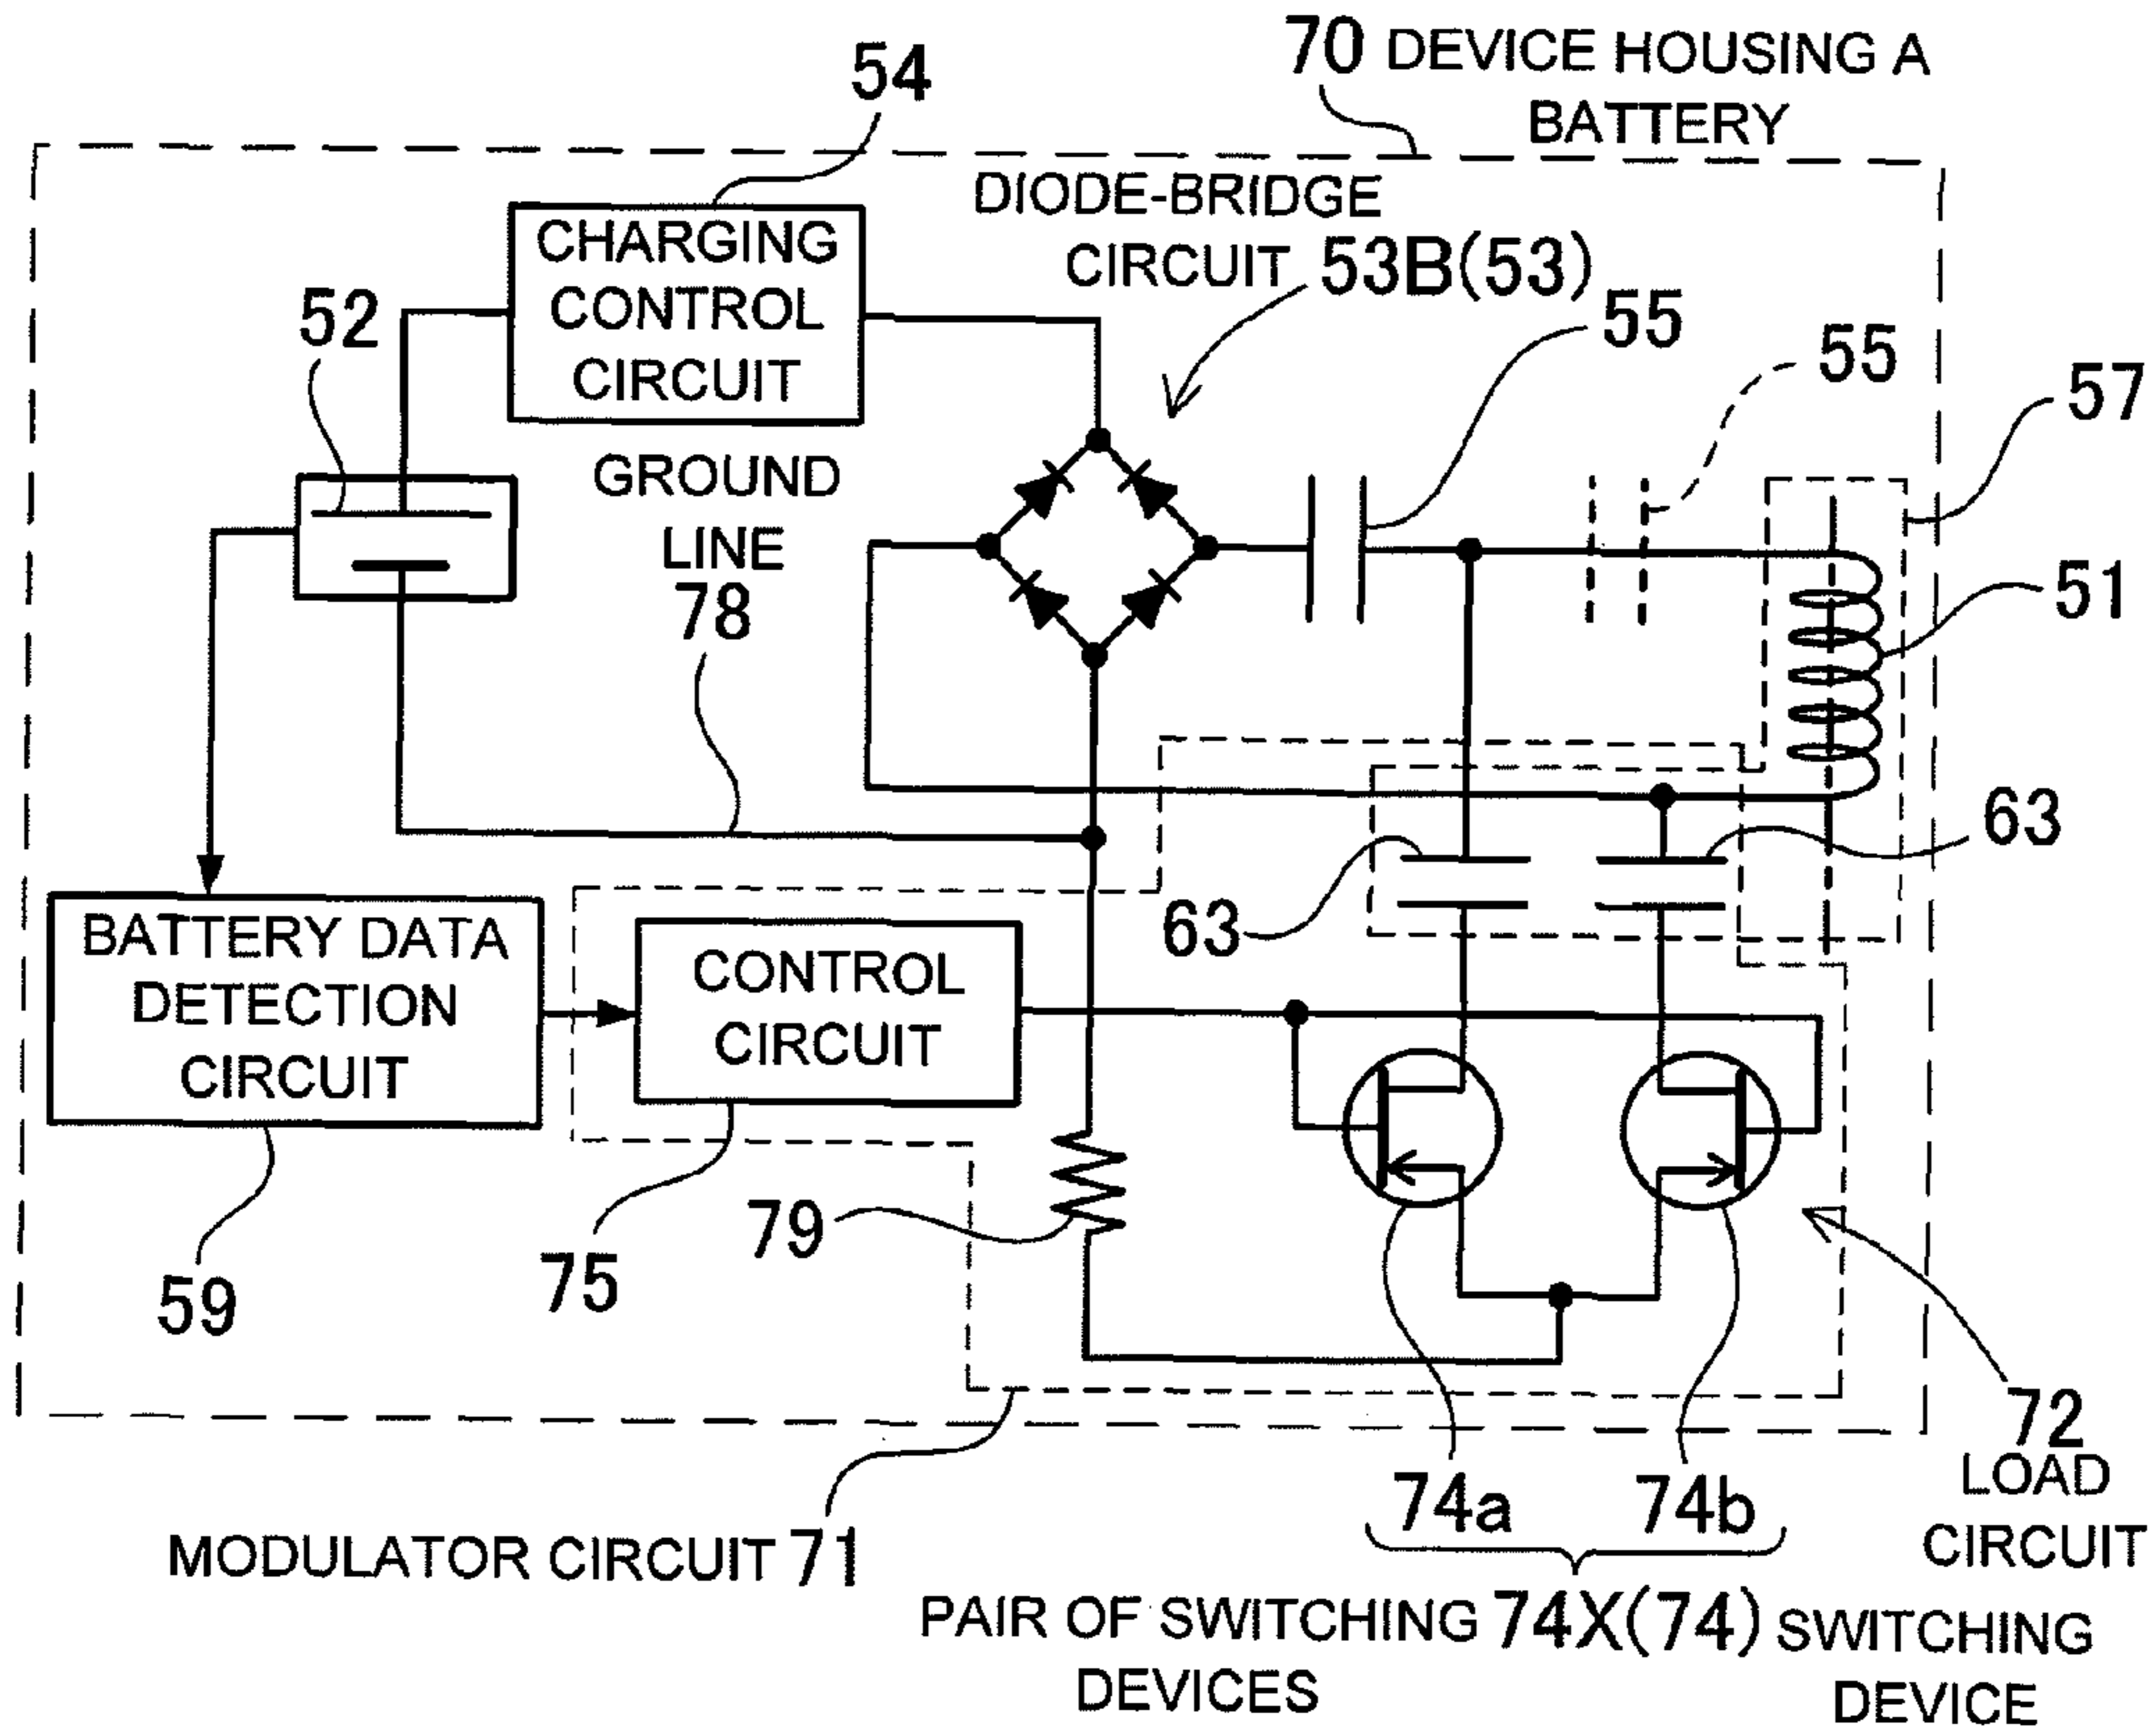 70 DEVICE HOUSING A
BATTERY
54
DIODE-BRIDGE
CIRCUIT 53B(53)
CHARGING
CONTROL
CIRCUIT
52
55
55
57
GROUND
LINE
78
51
63
63
BATTERY DATA
DETECTION
CIRCUIT
CONTROL
CIRCUIT
79
75
59
72
LOAD
CIRCUIT
74a
74b
MODULATOR CIRCUIT 71
PAIR OF SWITCHING
DEVICES
74X(74) SWITCHING
DEVICE